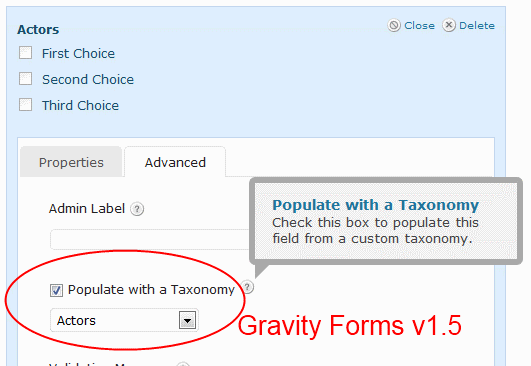 Actors
Close
Delete
First Choice
Second Choice
Third Choice
Properties
Advanced
Admin Label
?
Populate with a Taxonomy
Check this box to populate this
field from a custom taxonomy.
Populate with a Taxonomy
?
Actors
Gravity Forms v1.5